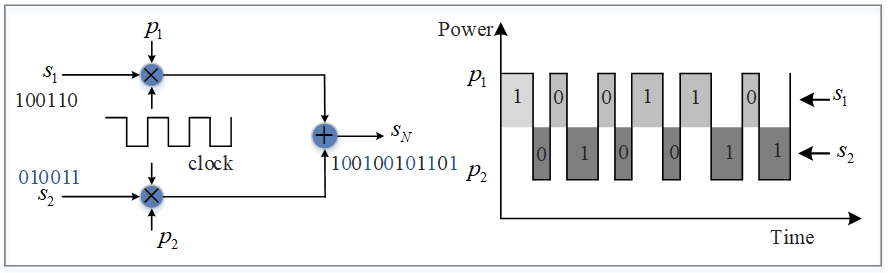 p₁
s₁
100110
clock
010011
s₂
p₂
s_N
100100101101
Power
p₁
1 0 0 1 1 0
s₁
0 1 0 0 1 1
s₂
p₂
Time